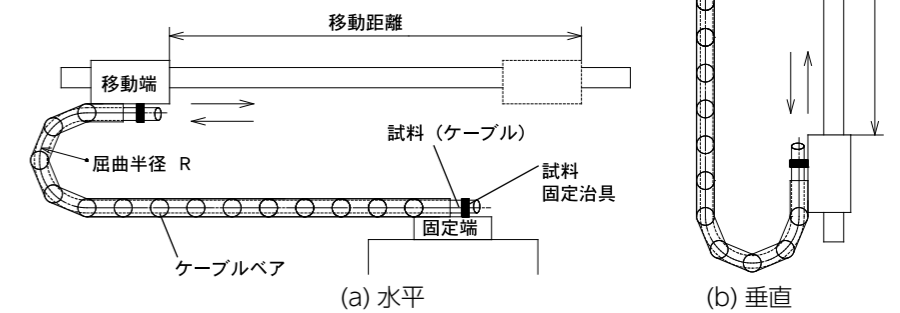 移動距離
移動端
試料（ケーブル）
屈曲半径 R
試料
固定治具
固定端
ケーブルベア
(a) 水平
(b) 垂直